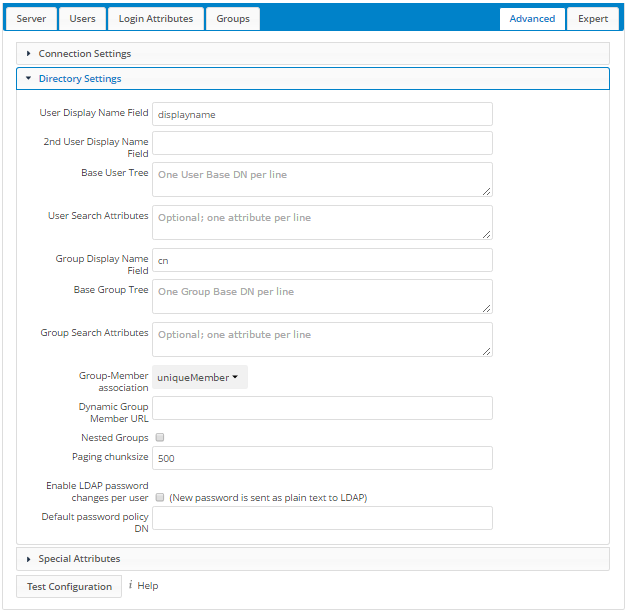 Server Users Login Attributes Groups Advanced Expert
Connection Settings
Directory Settings
User Display Name Field displayname
2nd User Display Name
Field
Base User Tree One User Base DN per line
User Search Attributes Optional; one attribute per line
Group Display Name
Field cn
Base Group Tree One Group Base DN per line
Group Search Attributes Optional; one attribute per line
Group-Member
association uniqueMember
Dynamic Group
Member URL
Nested Groups
Paging chunksize 500
Enable LDAP password
changes per user (New password is sent as plain text to LDAP)
Default password policy
DN
Special Attributes
Test Configuration i Help